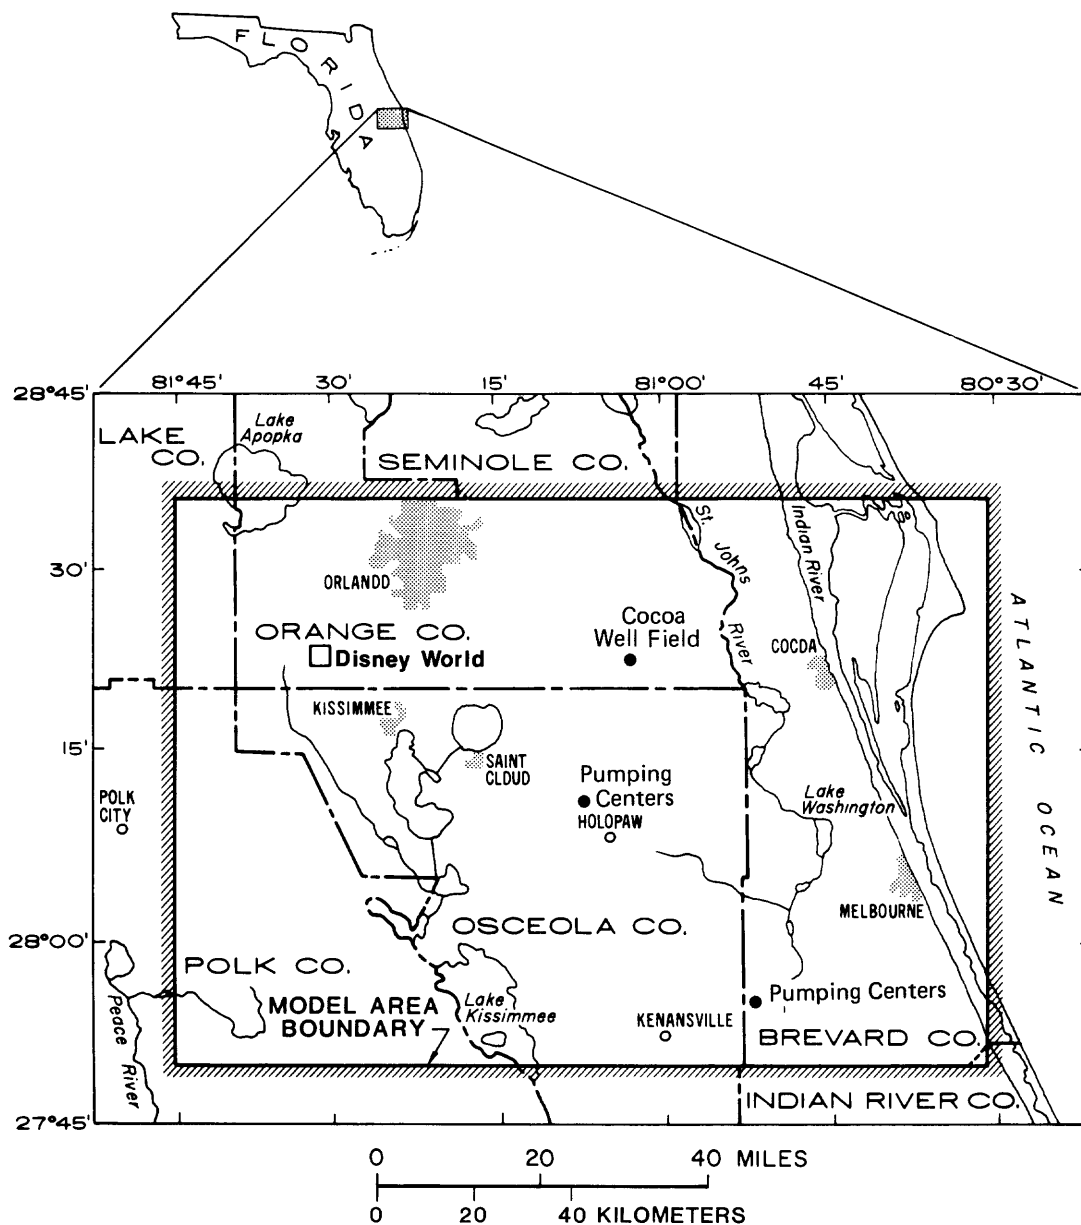 FLORIDA
81°45'
30'
15'
81°00'
45'
80°30'
28°45'
LAKE
CO.
Lake
Apopka
SEMINOLE CO.
St. Johns River
Indian River
30'
ORLANDO
ATLANTIC OCEAN
ORANGE CO.
Disney World
Cocoa
Well Field
COCOA
KISSIMMEE
15'
SAINT
CLOUD
POLK
CITY
Pumping
Centers
HOLOPAW
Lake
Washington
MELBOURNE
OSCEOLA CO.
28°00'
POLK CO.
Peace River
MODEL AREA
BOUNDARY
Lake
Kissimmee
Pumping Centers
KENANSVILLE
BREVARD CO.
27°45'
INDIAN RIVER CO.
0 20 40 MILES
0 20 40 KILOMETERS